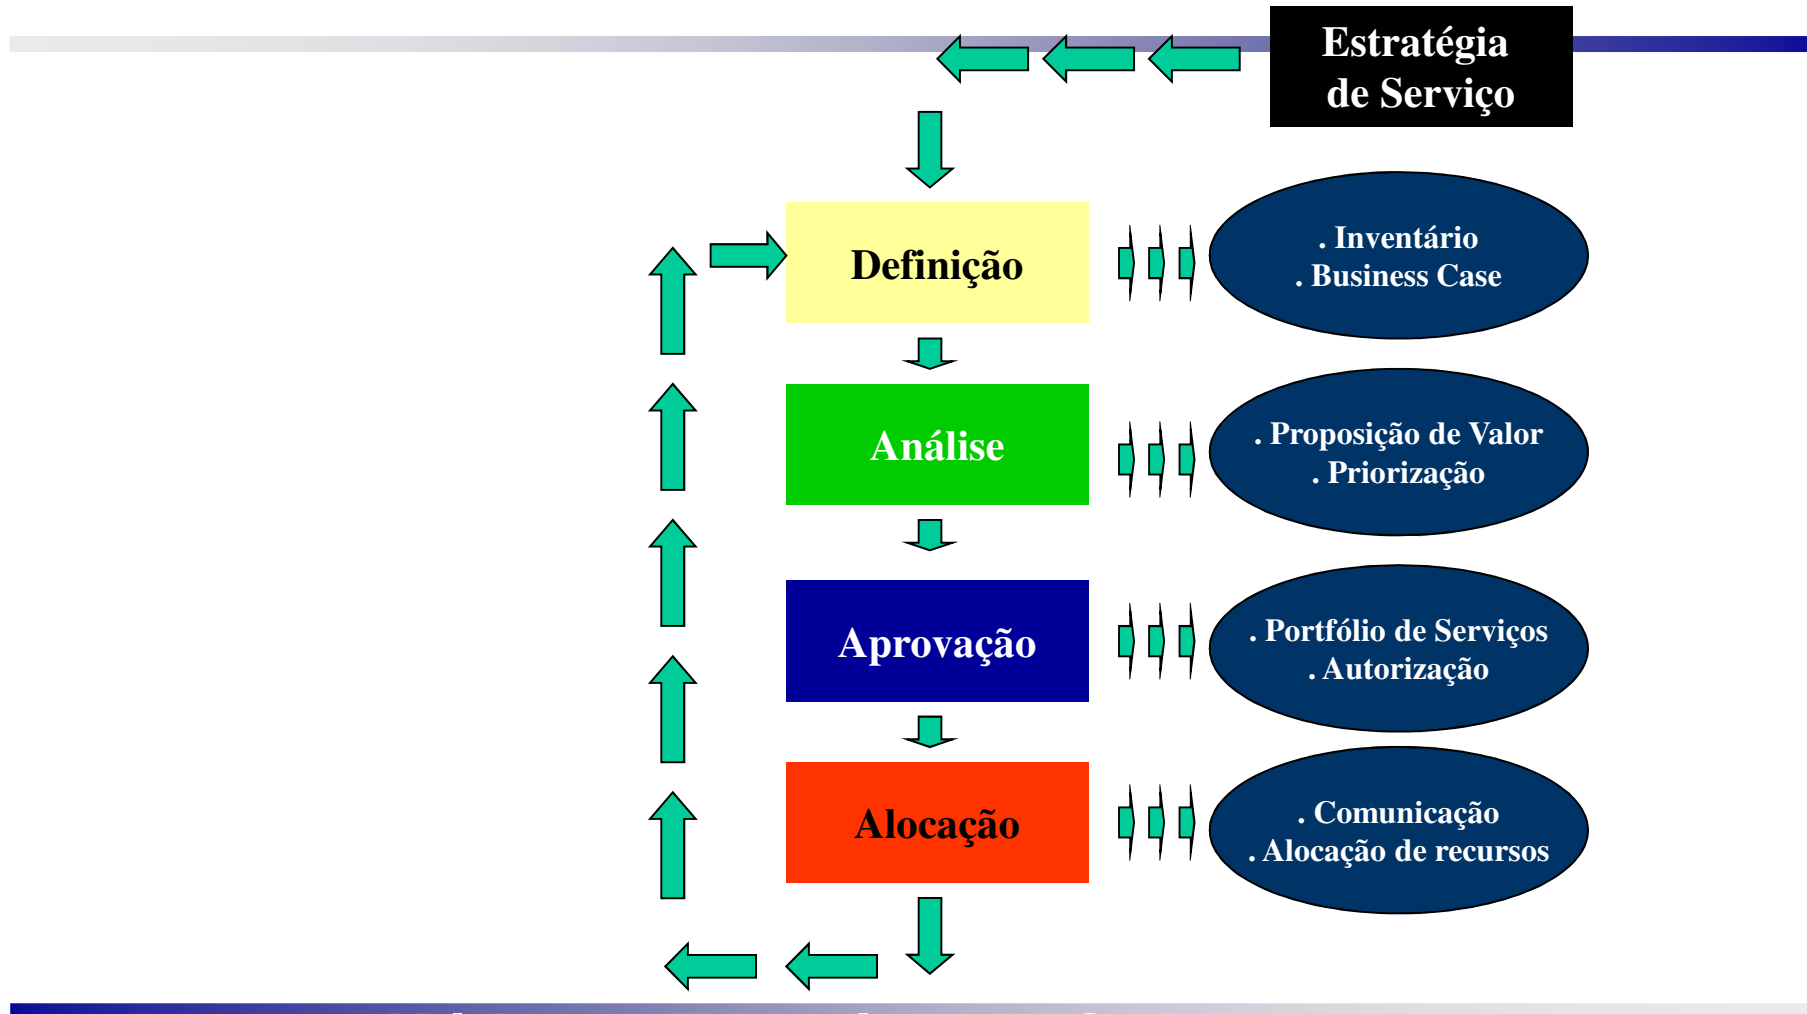 Estratégia
de Serviço
Definição
. Inventário
. Business Case
Análise
. Proposição de Valor
. Priorização
Aprovação
. Portfólio de Serviços
. Autorização
Alocação
. Comunicação
. Alocação de recursos